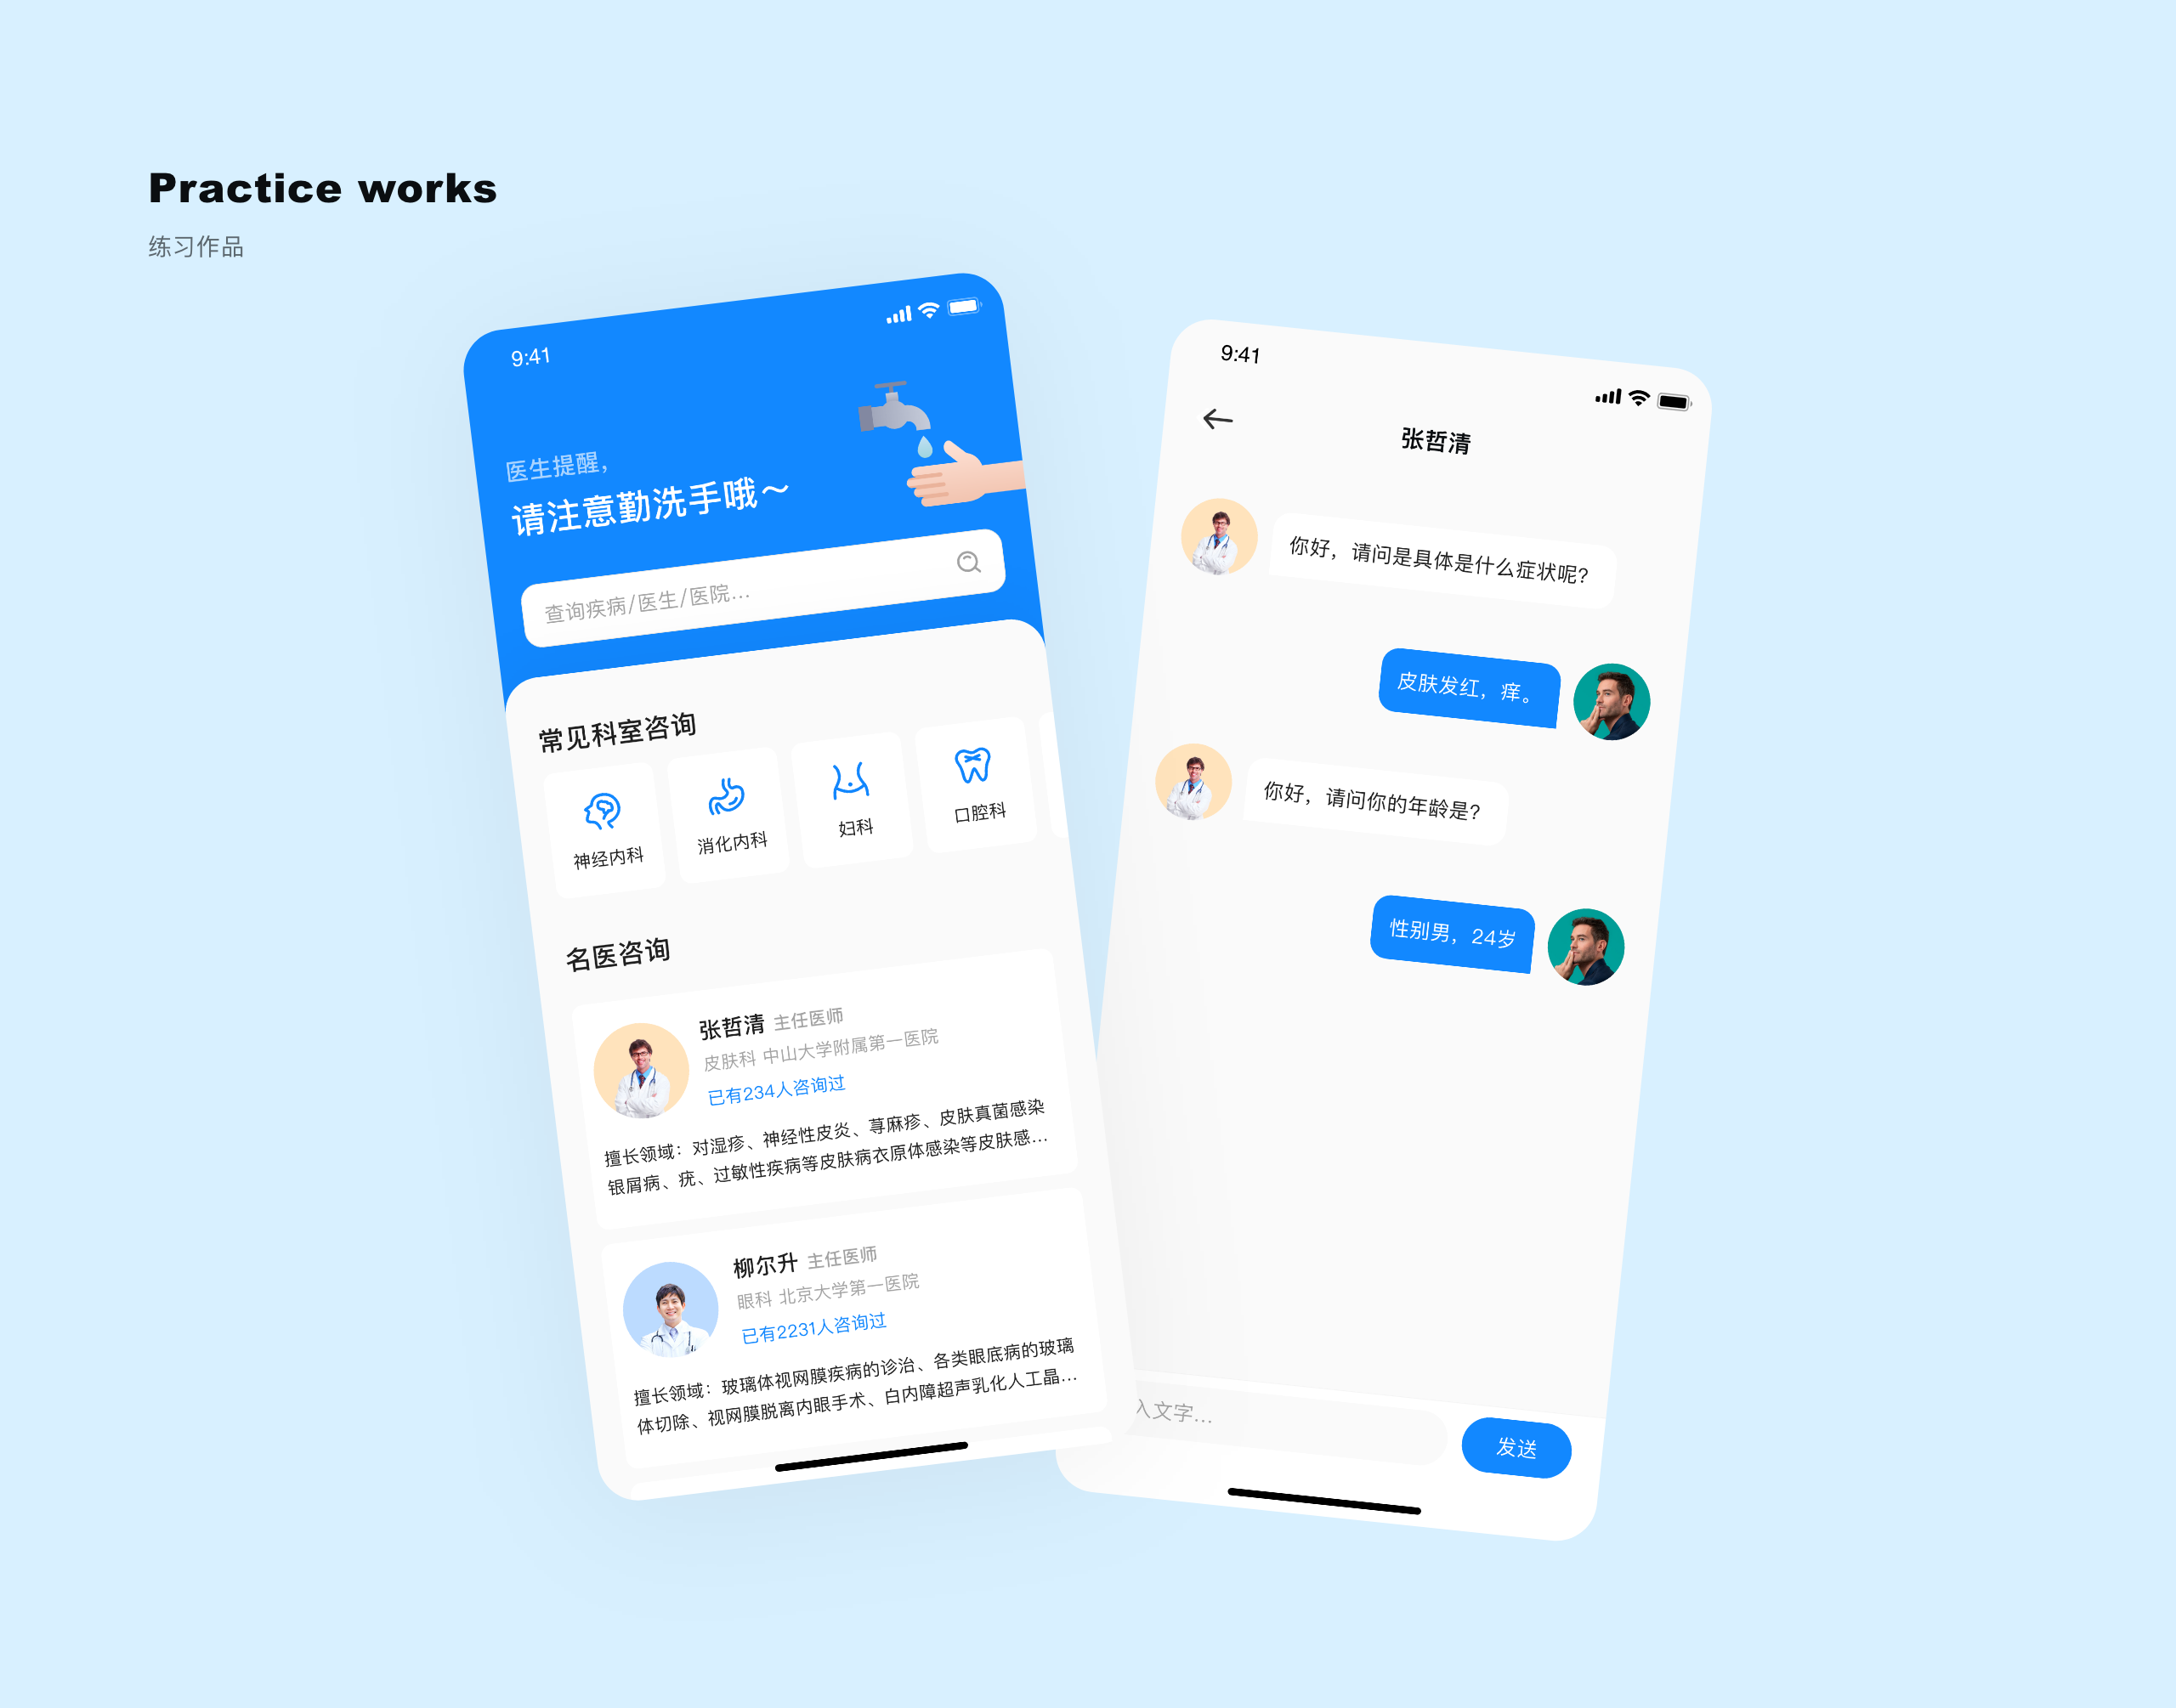 Practice works
练习作品
9:41
医生提醒，
请注意勤洗手哦～
查询疾病/医生/医院...
常见科室咨询
神经内科
消化内科
妇科
口腔科
名医咨询
张哲清 主任医师
皮肤科 中山大学附属第一医院
已有234人咨询过
擅长领域：对湿疹、神经性皮炎、荨麻疹、皮肤真菌感染
银屑病、疣、过敏性疾病等皮肤病衣原体感染等皮肤感...
柳尔升 主任医师
眼科 北京大学第一医院
已有2231人咨询过
擅长领域：玻璃体视网膜疾病的诊治、各类眼底病的玻璃
体切除、视网膜脱离内眼手术、白内障超声乳化人工晶...
9:41
张哲清
你好，请问是具体是什么症状呢？
皮肤发红，痒。
你好，请问你的年龄是？
性别男，24岁
入文字...
发送